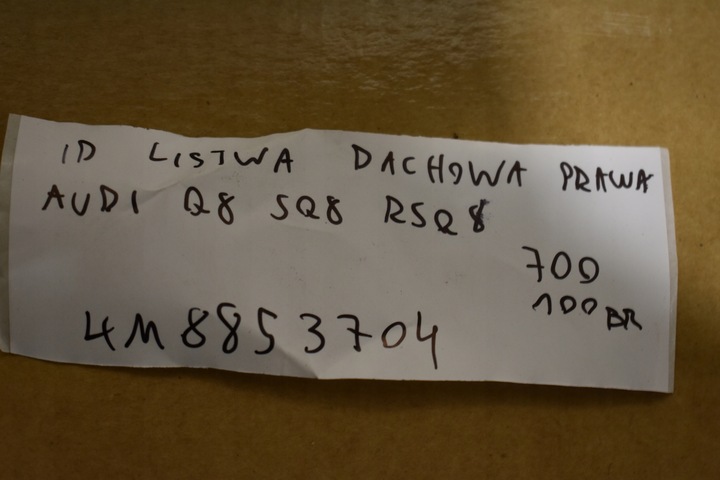 ID LISTWA DACHOWA PRAWA
AUDI Q8 SQ8 RSQ8
700
100 BR
4M8853704